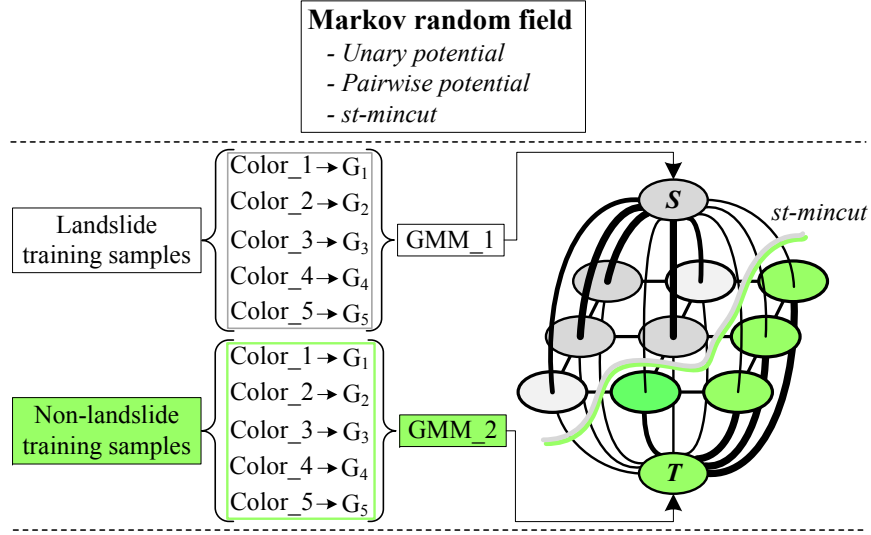 Markov random field
- Unary potential
- Pairwise potential
- st-mincut
Landslide
training samples
Color_1→G1
Color_2→G2
Color_3→G3
Color_4→G4
Color_5→G5
GMM_1
S
st-mincut
Non-landslide
training samples
Color_1→G1
Color_2→G2
Color_3→G3
Color_4→G4
Color_5→G5
GMM_2
T